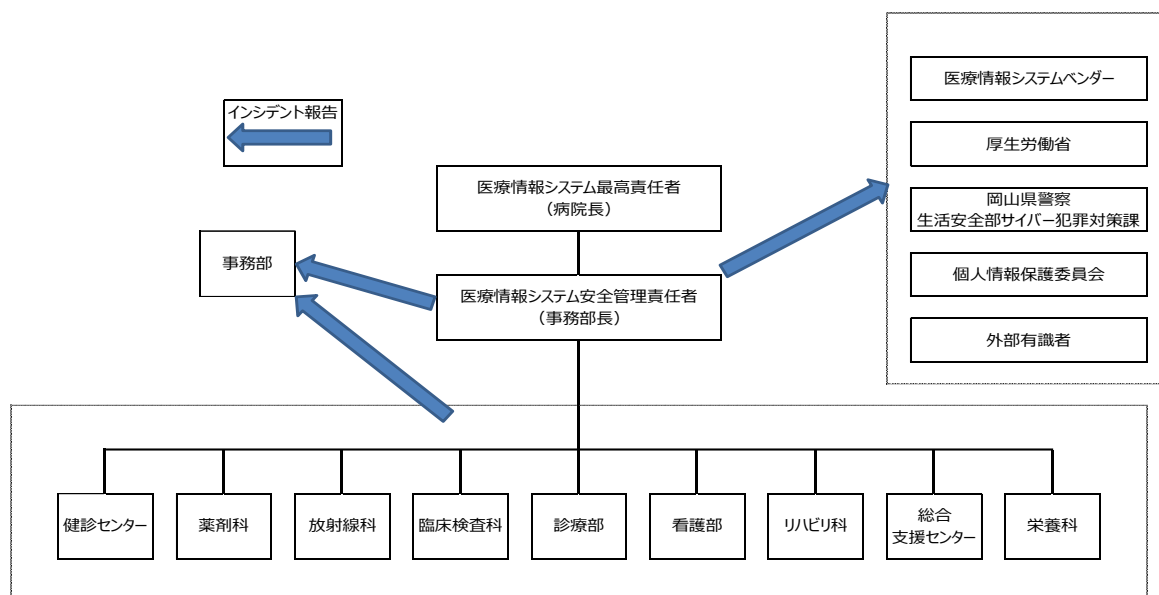 医療情報システムベンダー
インシデント報告
厚生労働省
医療情報システム最高責任者
（病院長）
岡山県警察
生活安全部サイバー犯罪対策課
事務部
医療情報システム安全管理責任者
（事務部長）
個人情報保護委員会
外部有識者
健診センター
薬剤科
放射線科
臨床検査科
診療部
看護部
リハビリ科
総合
支援センター
栄養科